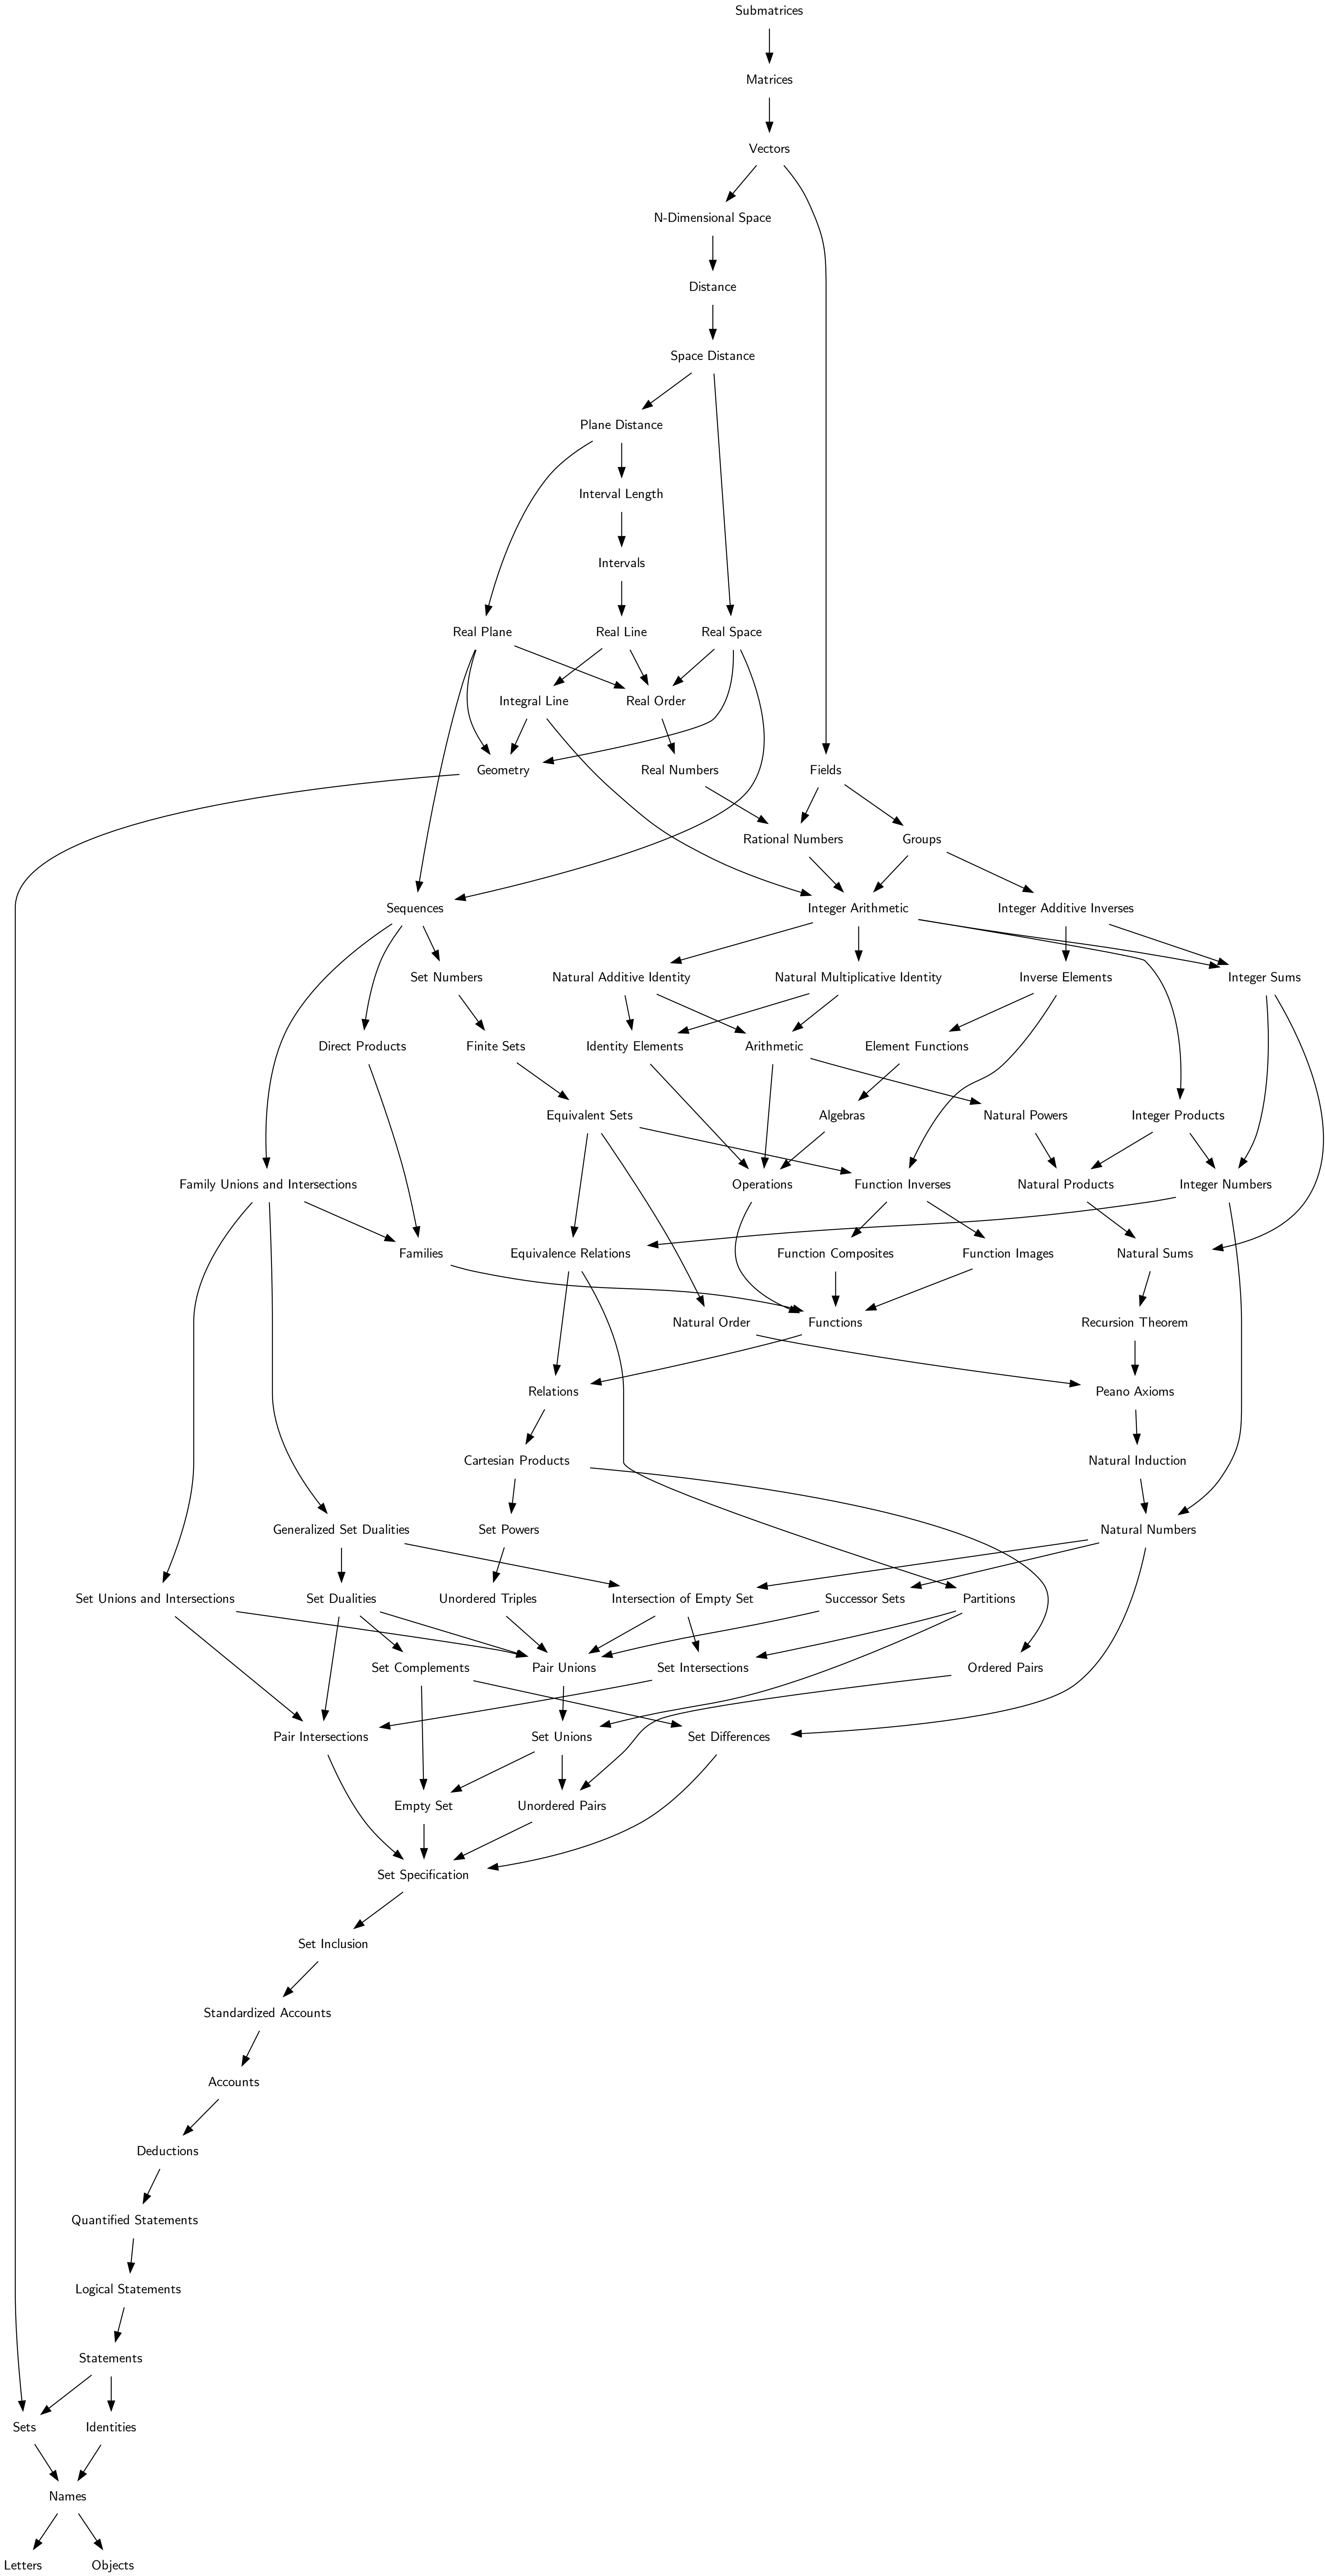 Submatrices
Matrices
Vectors
N-Dimensional Space
Distance
Space Distance
Plane Distance
Interval Length
Intervals
Real Plane
Real Line
Real Space
Integral Line
Real Order
Geometry
Real Numbers
Fields
Rational Numbers
Groups
Sequences
Integer Arithmetic
Integer Additive Inverses
Set Numbers
Natural Additive Identity
Natural Multiplicative Identity
Inverse Elements
Integer Sums
Direct Products
Finite Sets
Identity Elements
Arithmetic
Element Functions
Equivalent Sets
Algebras
Natural Powers
Integer Products
Family Unions and Intersections
Operations
Function Inverses
Natural Products
Integer Numbers
Families
Equivalence Relations
Function Composites
Function Images
Natural Sums
Natural Order
Functions
Recursion Theorem
Relations
Peano Axioms
Cartesian Products
Natural Induction
Generalized Set Dualities
Set Powers
Natural Numbers
Set Unions and Intersections
Set Dualities
Unordered Triples
Intersection of Empty Set
Successor Sets
Partitions
Set Complements
Pair Unions
Set Intersections
Ordered Pairs
Pair Intersections
Set Unions
Set Differences
Empty Set
Unordered Pairs
Set Specification
Set Inclusion
Standardized Accounts
Accounts
Deductions
Quantified Statements
Logical Statements
Statements
Sets
Identities
Names
Letters
Objects